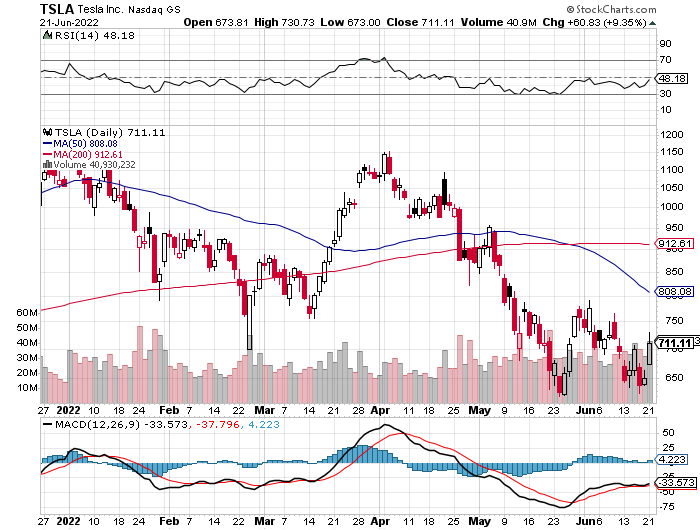 TSLA Tesla Inc. Nasdaq GS © StockCharts.com
21-Jun-2022 Open 673.81 High 730.73 Low 673.00 Close 711.11 Volume 40.9M Chg +60.83 (+9.35%)
RSI(14) 48.18
90
70
48.18
30
10
TSLA (Daily) 711.11
MA(50) 808.08
MA(200) 912.61
Volume 40,930,232
1200
1150
1100
1050
1000
950
912.61
900
850
808.08
750
711.11
700
650
60M
50M
40M
30M
20M
10M
27 2022 10 18 24 Feb 7 14 22 Mar 7 14 21 28 Apr 11 18 25 May 9 16 23 Jun 6 13 21
MACD(12,26,9) -33.573, -37.796, 4.223
50
25
4.223
-33.573
-50
-75
27 2022 10 18 24 Feb 7 14 22 Mar 7 14 21 28 Apr 11 18 25 May 9 16 23 Jun 6 13 21